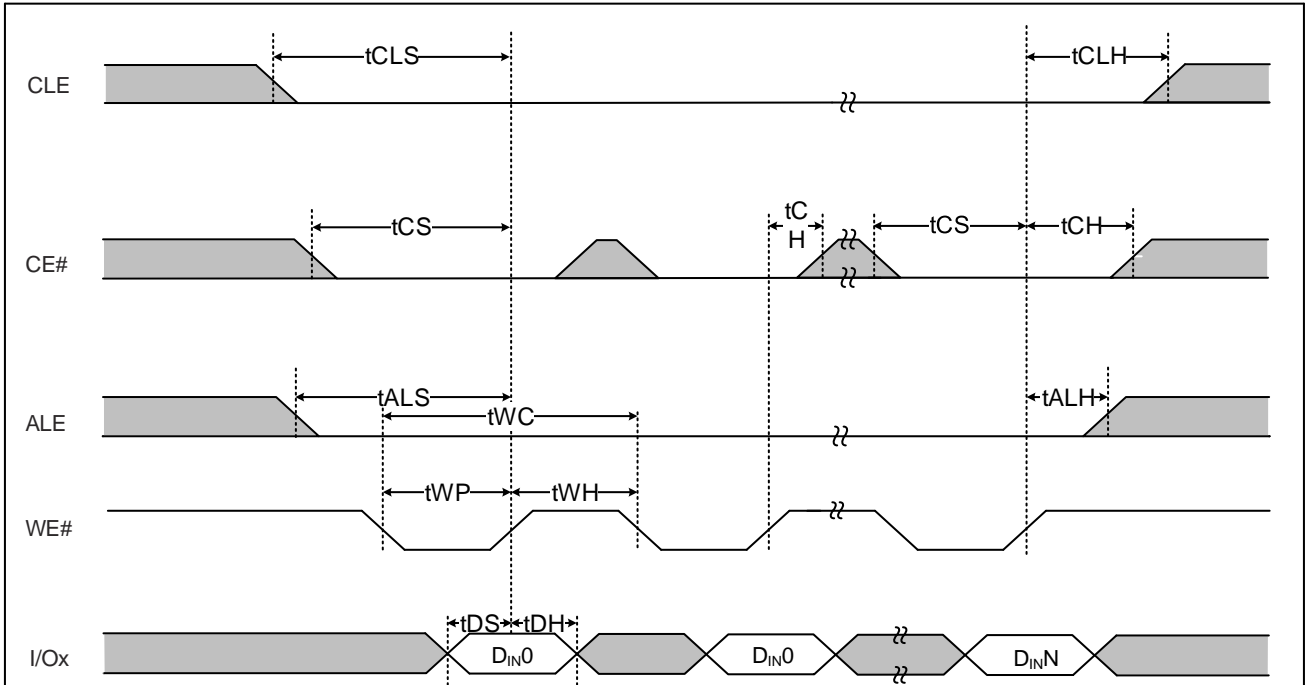 tCLS
tCLH
CLE
tCS
tC
H
tCS
tCH
CE#
tALS
tWC
tALH
ALE
tWP
tWH
WE#
tDS
tDH
I/Ox
DIN0
DIN0
DINN